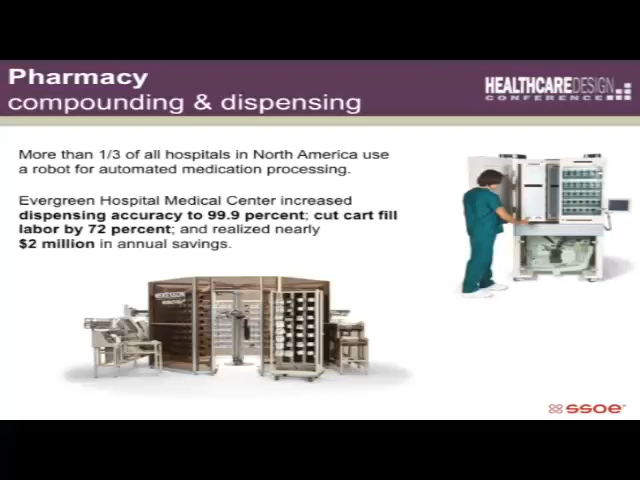 Pharmacy
compounding & dispensing
HEALTHCAREDESIGN
CONFERENCE
More than 1/3 of all hospitals in North America use
a robot for automated medication processing.
Evergreen Hospital Medical Center increased
dispensing accuracy to 99.9 percent; cut cart fill
labor by 72 percent; and realized nearly
$2 million in annual savings.
McKESSON
ssoe